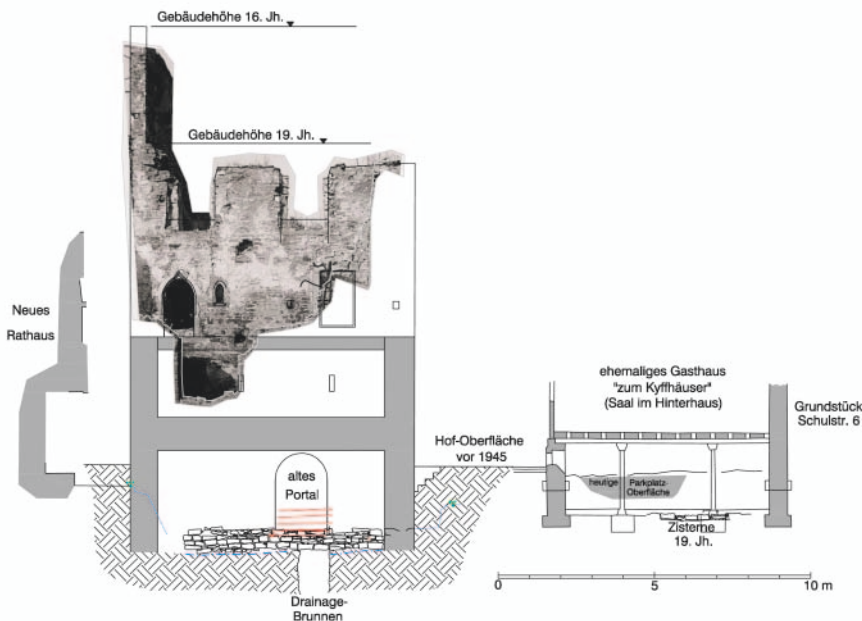 Gebäudehöhe 16. Jh.
Gebäudehöhe 19. Jh.
Neues
Rathaus
ehernaliges Gasthaus
"zum Kyffhäuser"
(Saal im Hinterhaus)
Grundstück
Schulstr. 6
Hof-Oberfläche
vor 1945
altes
Portal
heutige Parkplatz-
Oberfläche
Zisterne
19. Jh.
Drainage-
Brunnen
0 5 10 m